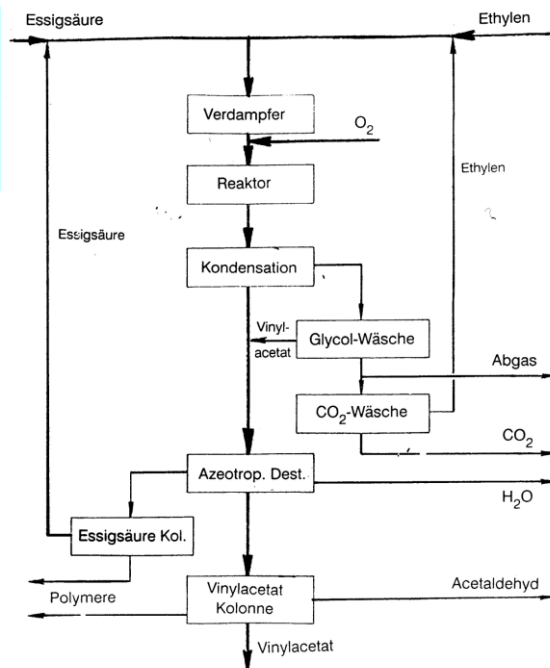 Essigsäure
Ethylen
Verdampfer
O₂
Ethylen
Reaktor
Essigsäure
Kondensation
Vinyl-
acetat
Glycol-Wäsche
Abgas
CO₂-Wäsche
CO₂
Azeotrop. Dest.
H₂O
Essigsäure Kol.
Polymere
Vinylacetat
Kolonne
Acetaldehyd
Vinylacetat